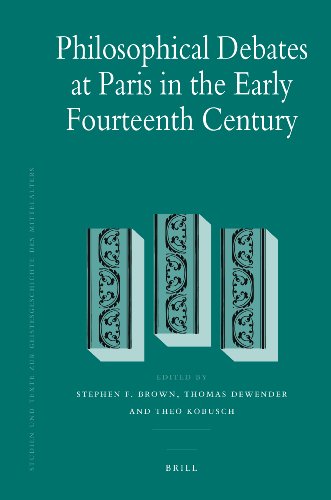 Philosophical Debates
at Paris in the Early
Fourteenth Century
EDITED BY
STEPHEN F. BROWN, THOMAS DEWENDER
AND THEO KOBUSCH
BRILL
STUDIEN UND TEXTE ZUR GEISTESGESCHICHTE DES MITTELALTERS